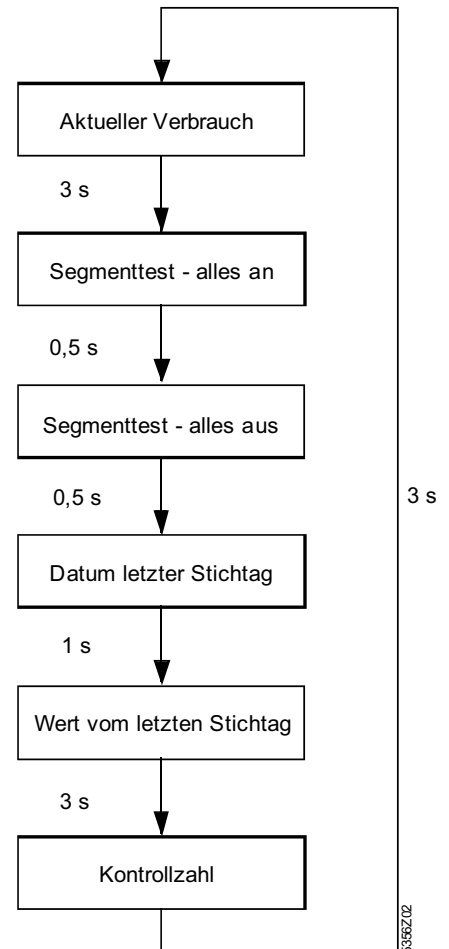 Aktueller Verbrauch
3 s
Segmenttest - alles an
0,5 s
Segmenttest - alles aus
0,5 s
3 s
Datum letzter Stichtag
1 s
Wert vom letzten Stichtag
3 s
Kontrollzahl